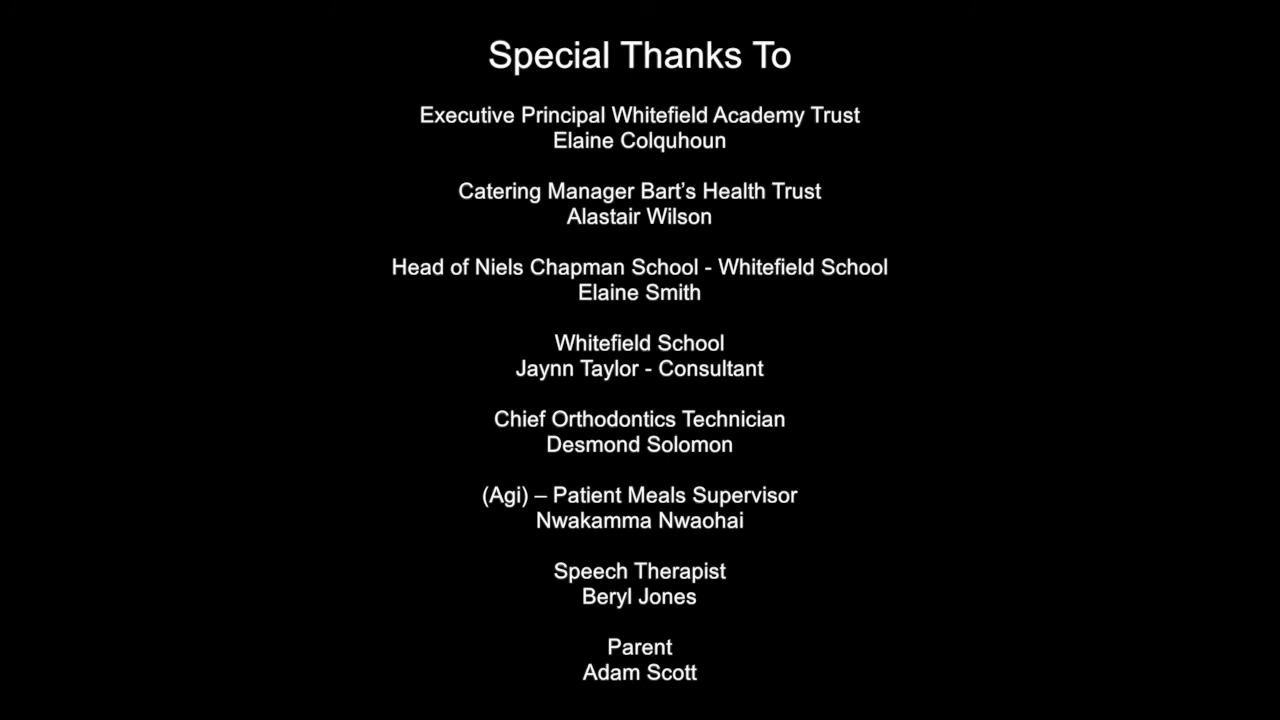 Special Thanks To
Executive Principal Whitefield Academy Trust
Elaine Colquhoun
Catering Manager Bart’s Health Trust
Alastair Wilson
Head of Niels Chapman School - Whitefield School
Elaine Smith
Whitefield School
Jaynn Taylor - Consultant
Chief Orthodontics Technician
Desmond Solomon
(Agi) – Patient Meals Supervisor
Nwakamma Nwaohai
Speech Therapist
Beryl Jones
Parent
Adam Scott